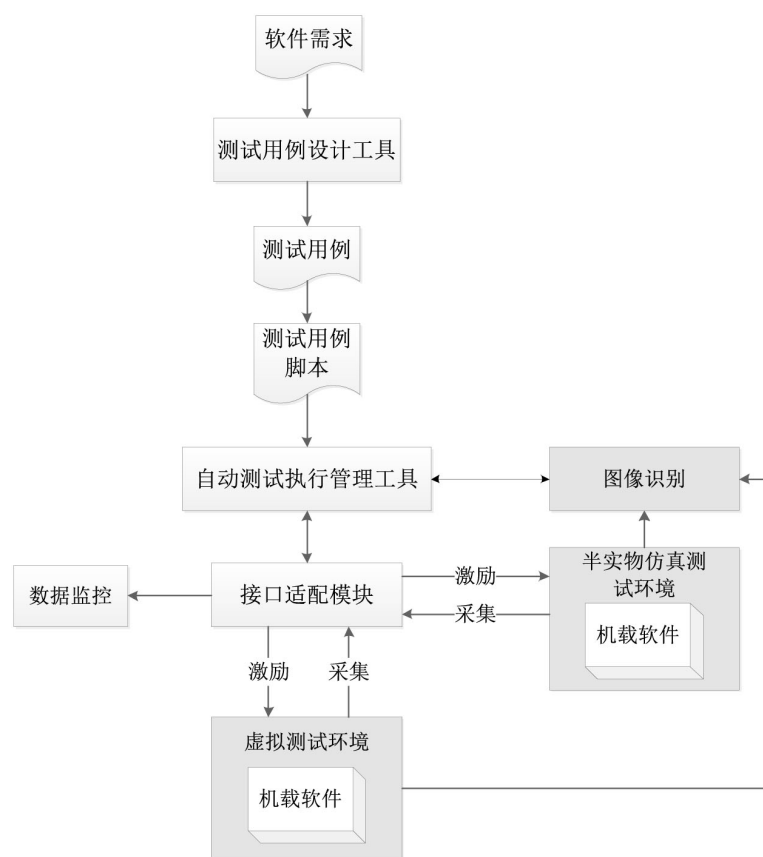 软件需求
测试用例设计工具
测试用例
测试用例
脚本
自动测试执行管理工具
图像识别
数据监控
接口适配模块
激励
采集
半实物仿真测
试环境
机载软件
激励
采集
虚拟测试环境
机载软件